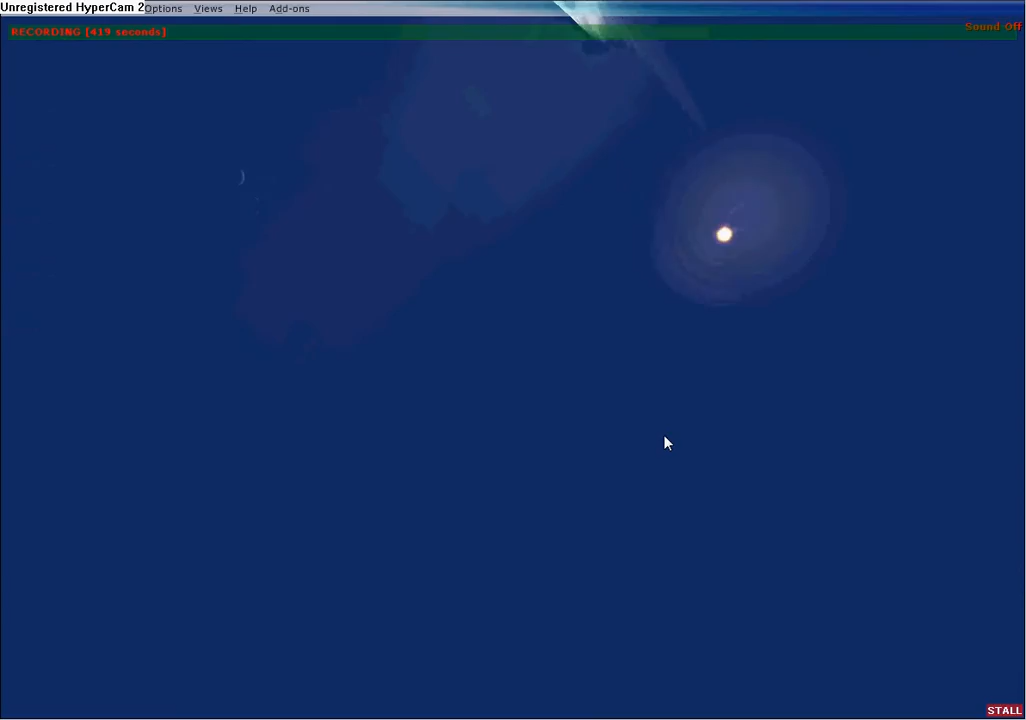 Unregistered HyperCam 2 Options Views Help Add-ons
Sound Off
RECORDING [419 seconds]
STALL